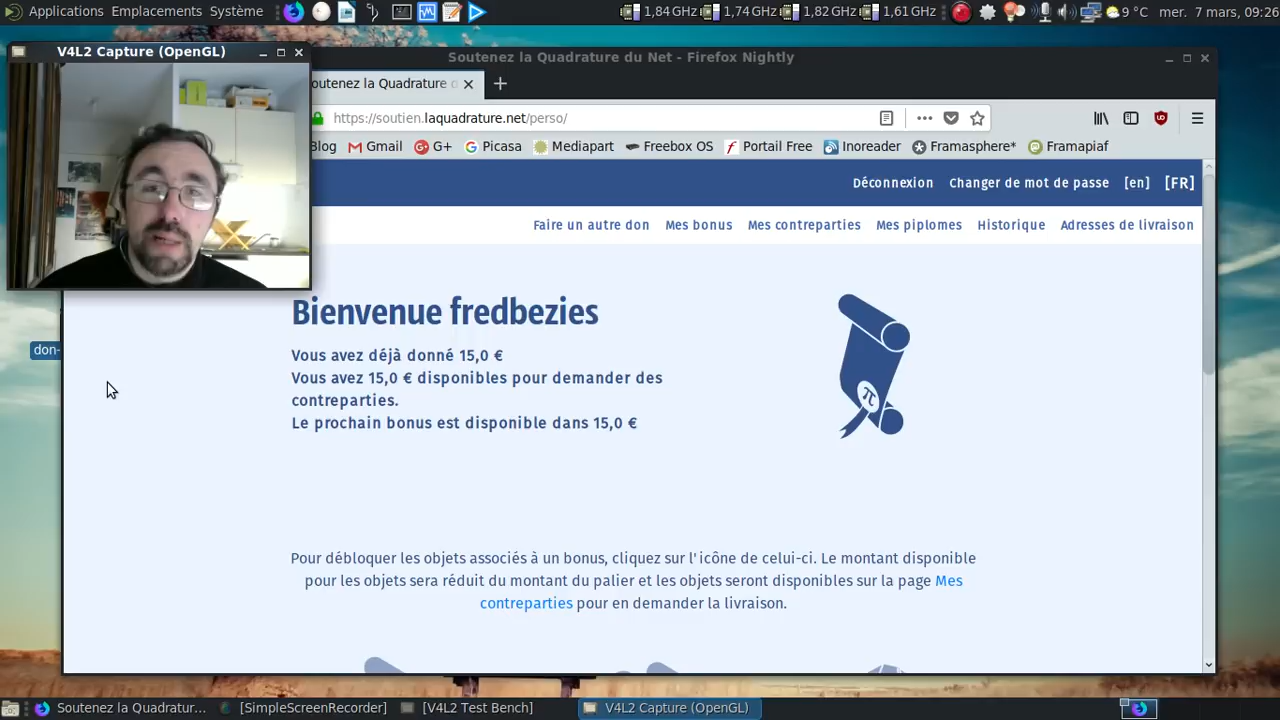 Applications Emplacements Système
1,84 GHz 1,74 GHz 1,82 GHz 1,61 GHz 9 °C mer. 7 mars, 09:26
V4L2 Capture (OpenGL)
Soutenez la Quadrature du Net - Firefox Nightly
outenez la Quadrature d
https://soutien.laquadrature.net/perso/
Blog Gmail G+ Picasa Mediapart Freebox OS Portail Free Inoreader Framasphere* Framapiaf
Déconnexion Changer de mot de passe [en] [FR]
Faire un autre don Mes bonus Mes contreparties Mes piplomes Historique Adresses de livraison
Bienvenue fredbezies
don-
Vous avez déjà donné 15,0 €
Vous avez 15,0 € disponibles pour demander des
contreparties.
Le prochain bonus est disponible dans 15,0 €
π
Pour débloquer les objets associés à un bonus, cliquez sur l'icône de celui-ci. Le montant disponible
pour les objets sera réduit du montant du palier et les objets seront disponibles sur la page Mes
contreparties pour en demander la livraison.
Soutenez la Quadratur... [SimpleScreenRecorder] [V4L2 Test Bench] V4L2 Capture (OpenGL)